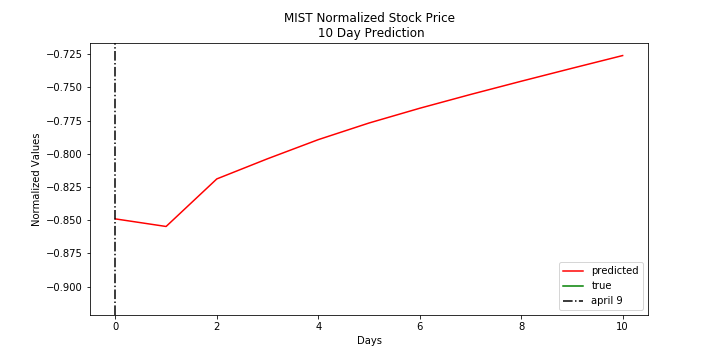 MIST Normalized Stock Price
10 Day Prediction
−0.725
−0.750
−0.775
−0.800
−0.825
−0.850
−0.875
−0.900
Normalized Values
predicted
true
april 9
0 2 4 6 8 10
Days